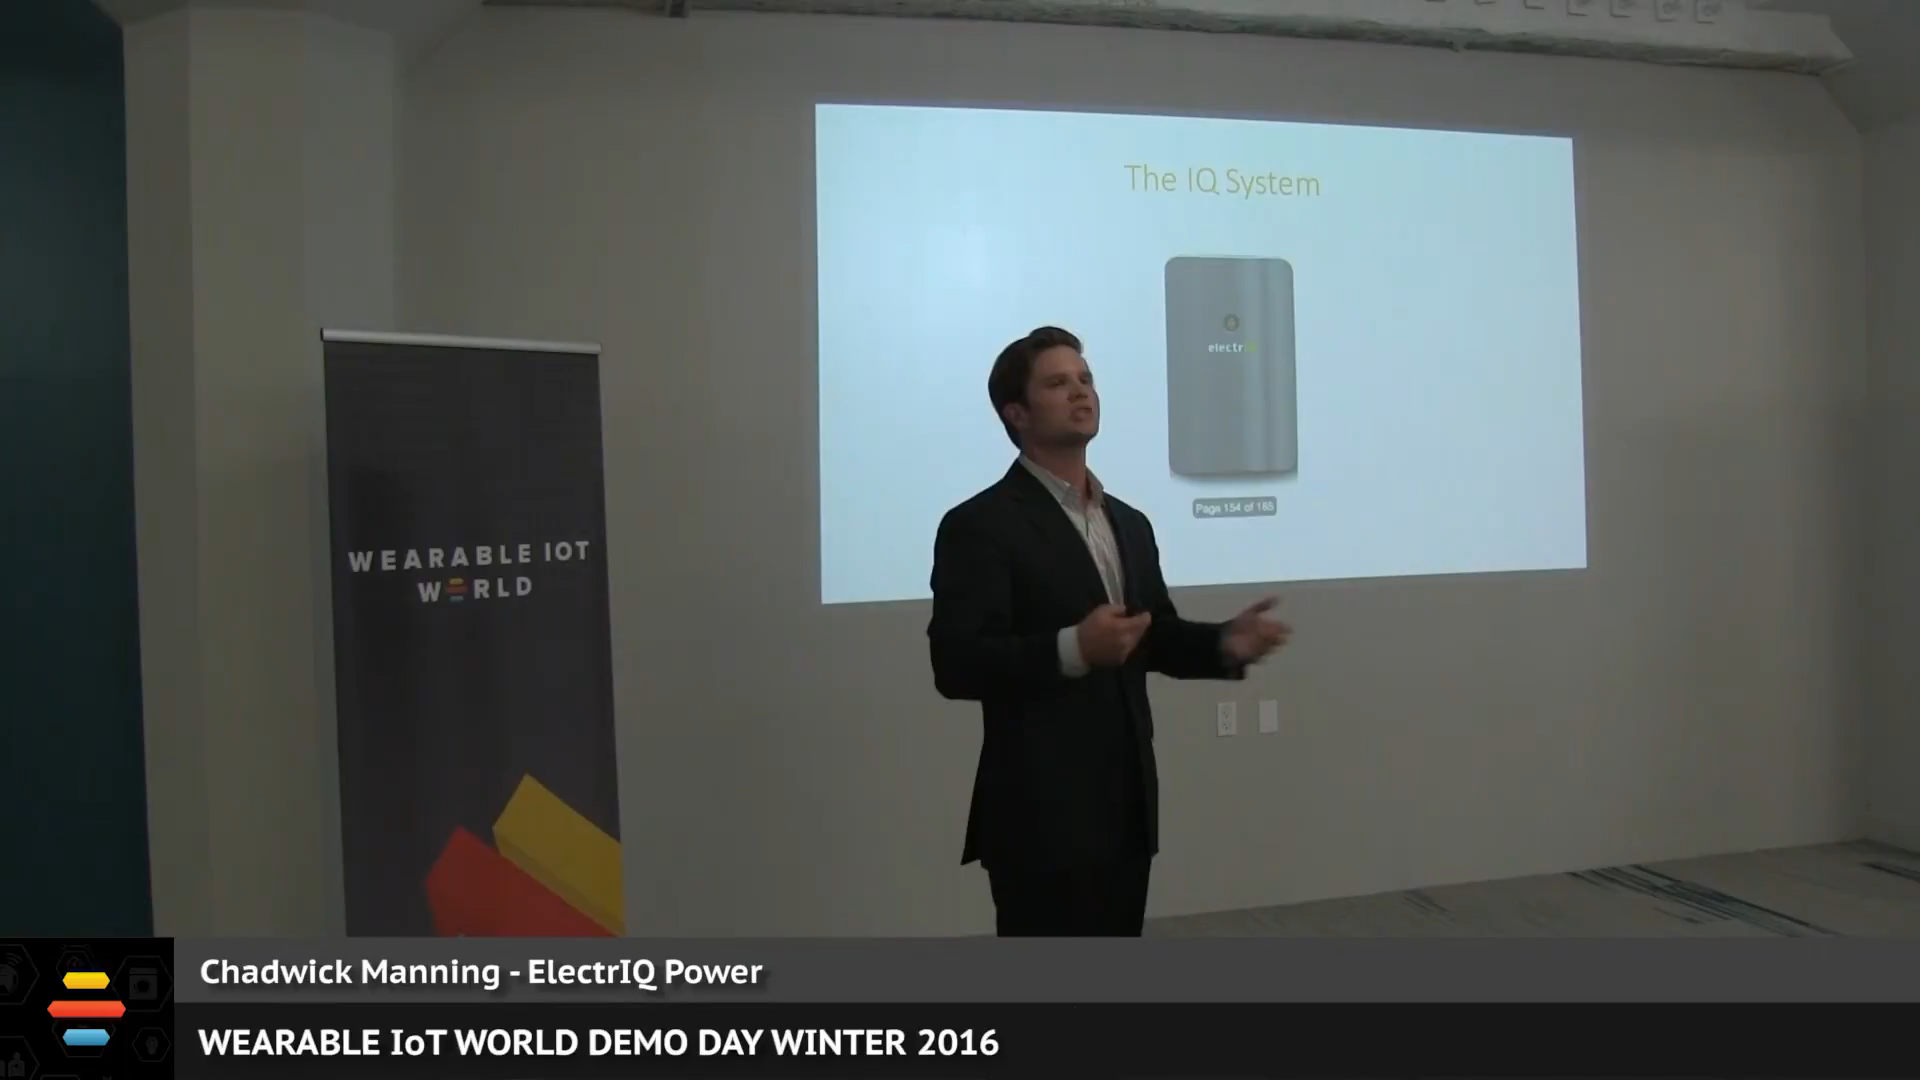 The IQ System
electrIQ
Page 154 of 165
WEARABLE IOT
WORLD
Chadwick Manning - ElectrIQ Power
WEARABLE IoT WORLD DEMO DAY WINTER 2016